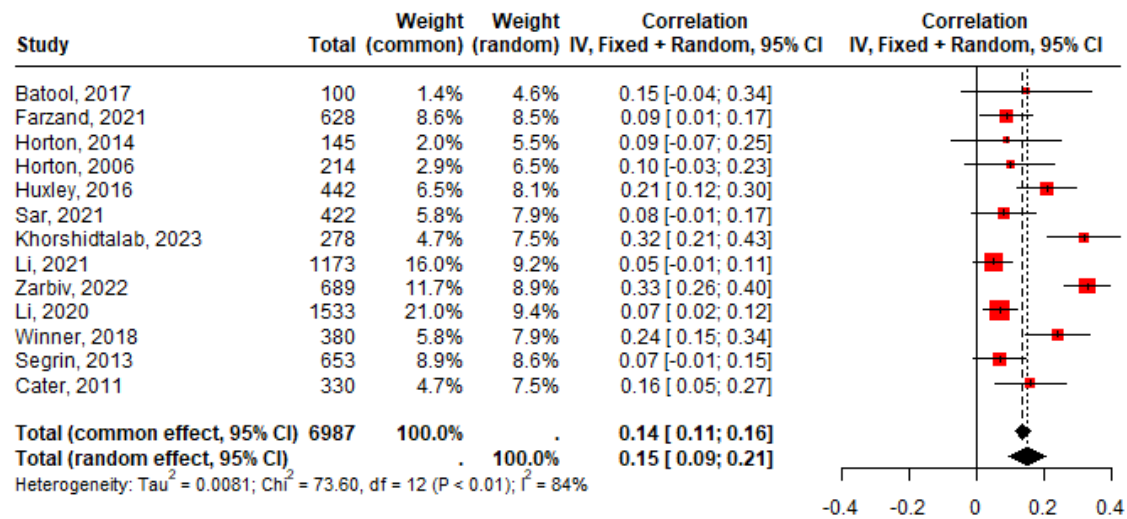 Weight Weight Correlation Correlation
Study Total (common) (random) IV, Fixed + Random, 95% CI IV, Fixed + Random, 95% CI
Batool, 2017 100 1.4% 4.6% 0.15 [-0.04; 0.34]
Farzand, 2021 628 8.6% 8.5% 0.09 [ 0.01; 0.17]
Horton, 2014 145 2.0% 5.5% 0.09 [-0.07; 0.25]
Horton, 2006 214 2.9% 6.5% 0.10 [-0.03; 0.23]
Huxley, 2016 442 6.5% 8.1% 0.21 [ 0.12; 0.30]
Sar, 2021 422 5.8% 7.9% 0.08 [-0.01; 0.17]
Khorshidtalab, 2023 278 4.7% 7.5% 0.32 [ 0.21; 0.43]
Li, 2021 1173 16.0% 9.2% 0.05 [-0.01; 0.11]
Zarbiv, 2022 689 11.7% 8.9% 0.33 [ 0.26; 0.40]
Li, 2020 1533 21.0% 9.4% 0.07 [ 0.02; 0.12]
Winner, 2018 380 5.8% 7.9% 0.24 [ 0.15; 0.34]
Segrin, 2013 653 8.9% 8.6% 0.07 [-0.01; 0.15]
Cater, 2011 330 4.7% 7.5% 0.16 [ 0.05; 0.27]
Total (common effect, 95% CI) 6987 100.0% . 0.14 [ 0.11; 0.16]
Total (random effect, 95% CI) . 100.0% 0.15 [ 0.09; 0.21]
Heterogeneity: Tau² = 0.0081; Chi² = 73.60, df = 12 (P < 0.01); I² = 84%
-0.4 -0.2 0 0.2 0.4